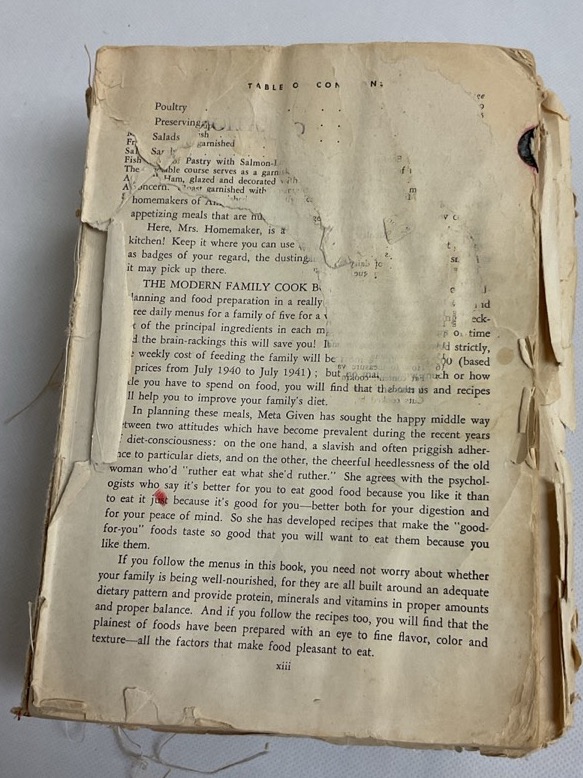 TABLE
Poultry
Preserving
Salads
garnished
Pastry with Salmon-
course serves as a
Ham, glazed and decorated with
garnished with
homemakers of
appetizing meals that are
Here, Mrs. Homemaker, is a
kitchen! Keep it where you can use
as badges of your regard, the
it may pick up there.
THE MODERN FAMILY COOK
lanning and food preparation in a really
ree daily menus for a family of five for a
of the principal ingredients in each
d the brain-rackings this will save you! strictly,
weekly cost of feeding the family will be (based
prices from July 1940 to July 1941); but or how
you have to spend on food, you will find that and recipes
ll help you to improve your family's diet.
In planning these meals, Meta Given has sought the happy middle way
etween two attitudes which have become prevalent during the recent years
diet-consciousness: on the one hand, a slavish and often priggish adher-
nce to particular diets, and on the other, the cheerful heedlessness of the old
woman who'd "ruther eat what she'd ruther." She agrees with the psychol-
ogists who say it's better for you to eat good food because you like it than
to eat it just because it's good for you—better both for your digestion and
for your peace of mind. So she has developed recipes that make the "good-
for-you" foods taste so good that you will want to eat them because you
like them.
If you follow the menus in this book, you need not worry about whether
your family is being well-nourished, for they are all built around an adequate
dietary pattern and provide protein, minerals and vitamins in proper amounts
and proper balance. And if you follow the recipes too, you will find that the
plainest of foods have been prepared with an eye to fine flavor, color and
texture—all the factors that make food pleasant to eat.
xiii